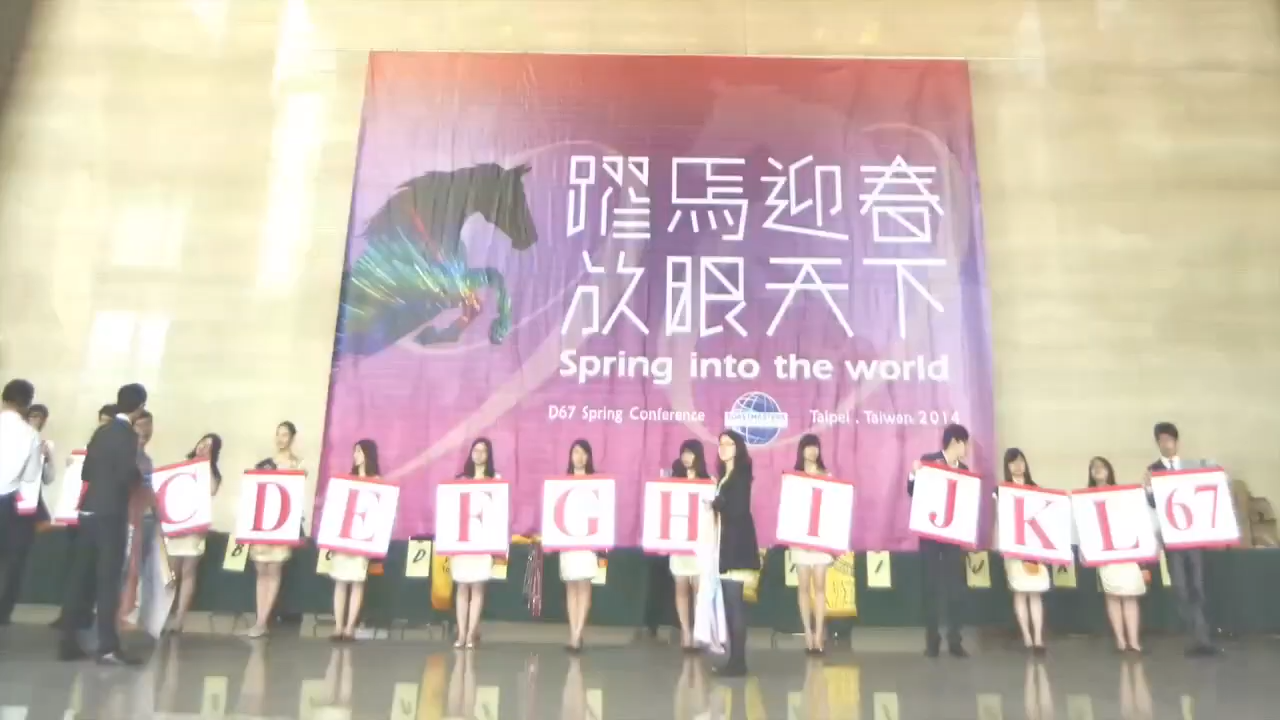 躍馬迎春
放眼天下
Spring into the world
D67 Spring Conference
TOASTMASTERS
Taipei . Taiwan 2014
C
D
E
F
G
H
I
J
K
L
67
B
D